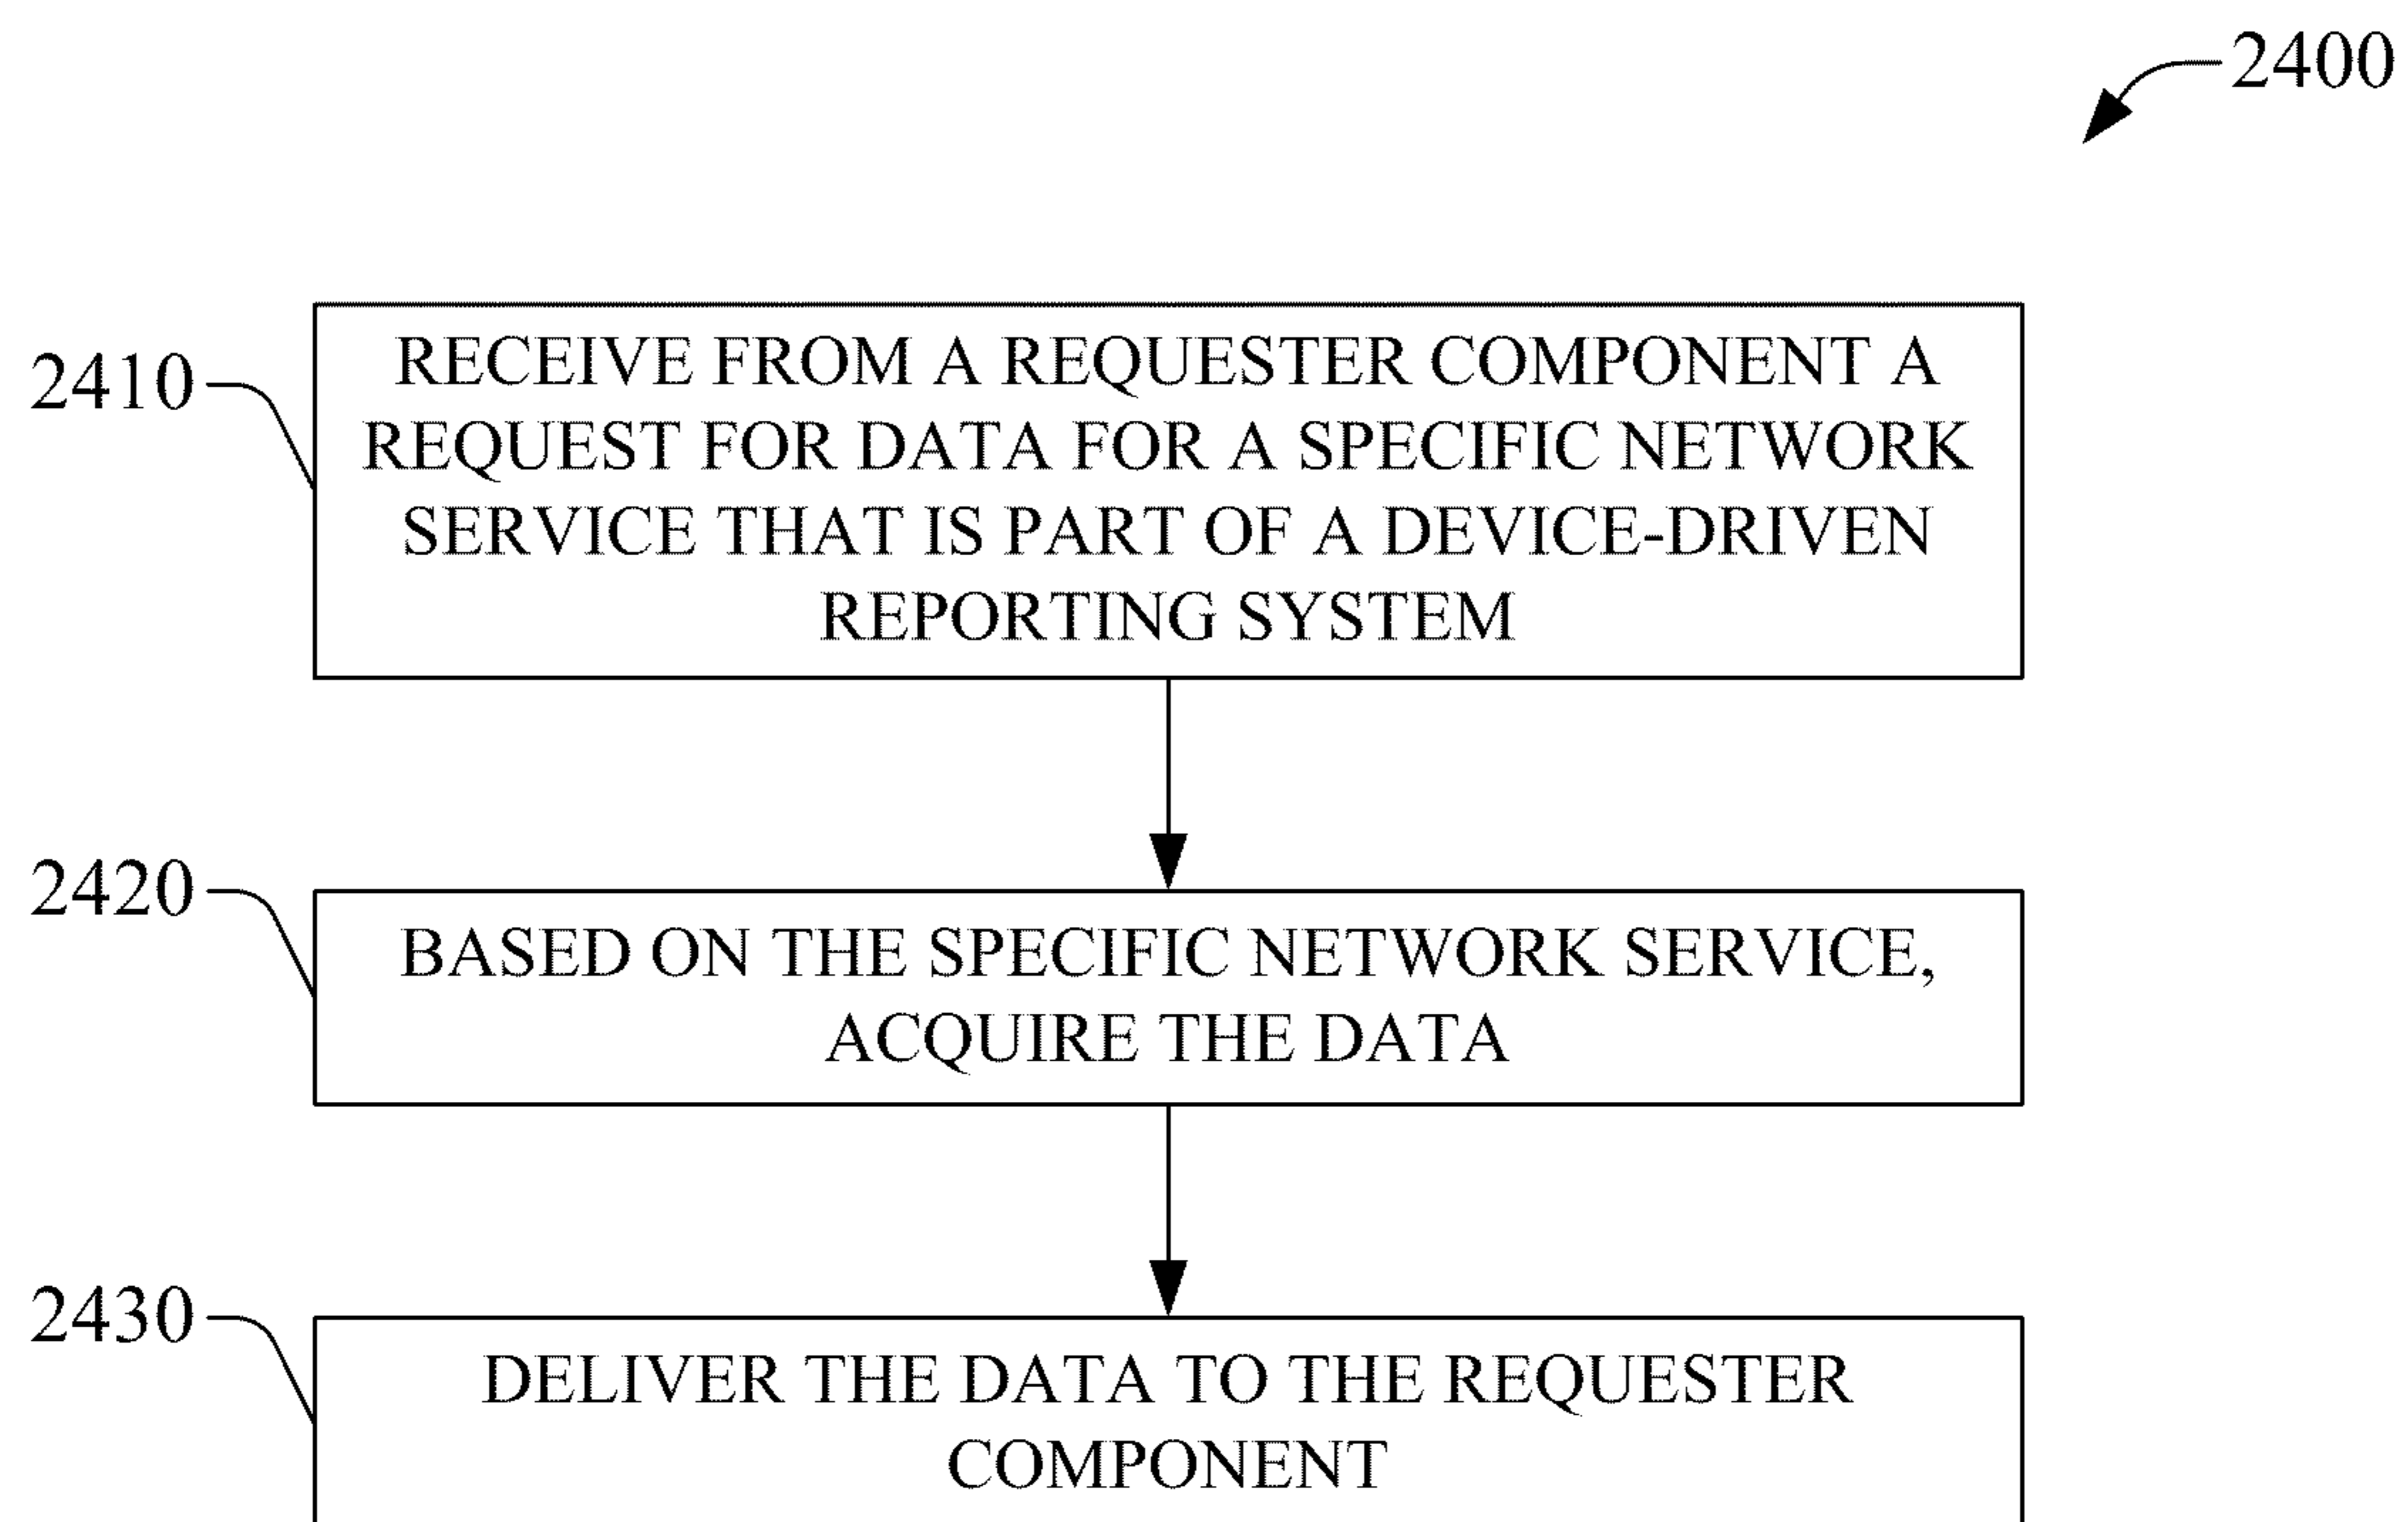 2400
2410
RECEIVE FROM A REQUESTER COMPONENT A
REQUEST FOR DATA FOR A SPECIFIC NETWORK
SERVICE THAT IS PART OF A DEVICE-DRIVEN
REPORTING SYSTEM
2420
BASED ON THE SPECIFIC NETWORK SERVICE,
ACQUIRE THE DATA
2430
DELIVER THE DATA TO THE REQUESTER
COMPONENT